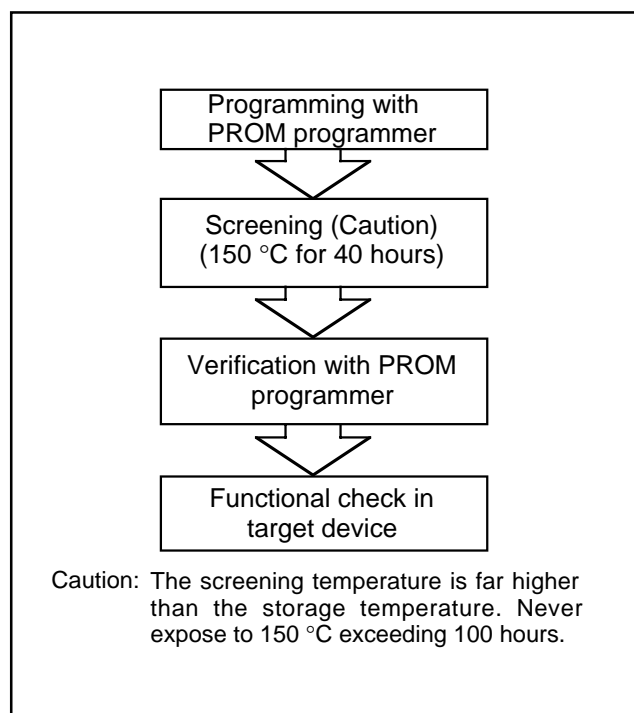 Programming with
PROM programmer
Screening (Caution)
(150 °C for 40 hours)
Verification with PROM
programmer
Functional check in
target device
Caution: The screening temperature is far higher
than the storage temperature. Never
expose to 150 °C exceeding 100 hours.